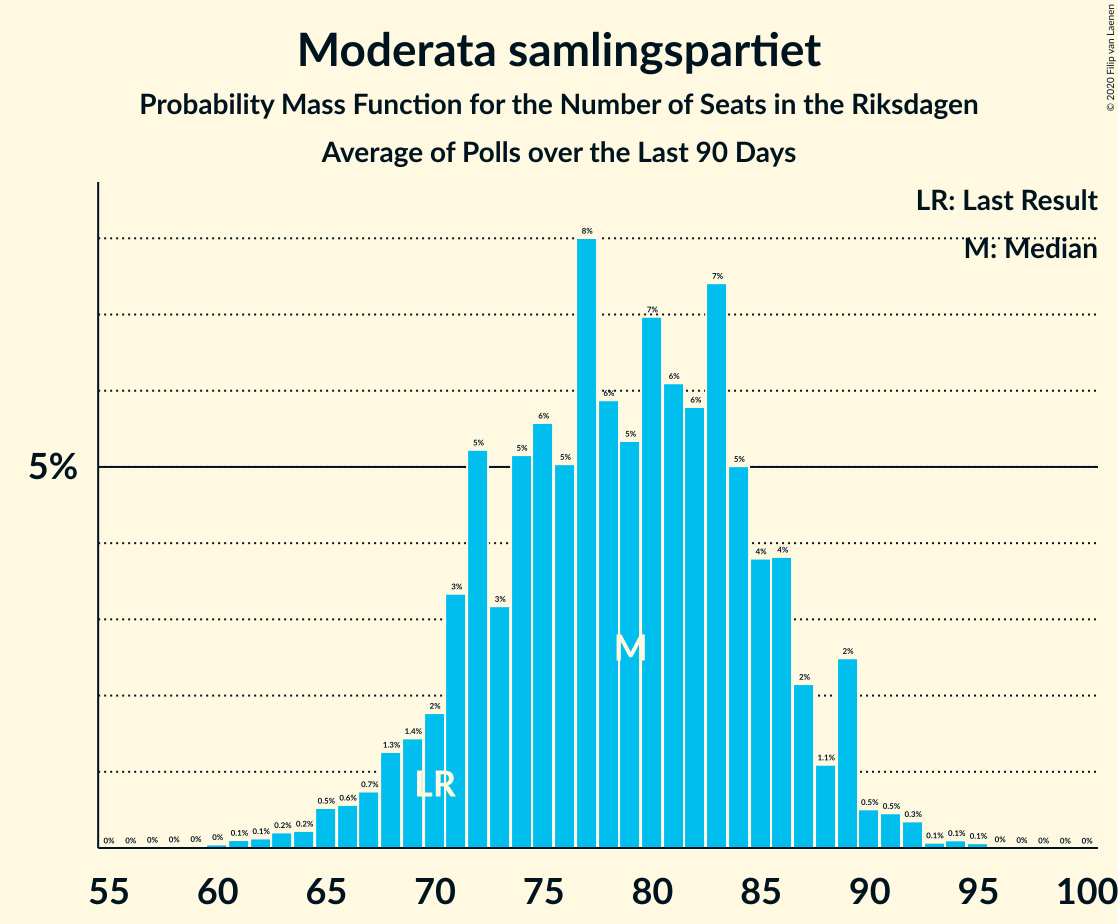 © 2020 Filip van Laenen
Moderata samlingspartiet
Probability Mass Function for the Number of Seats in the Riksdagen
Average of Polls over the Last 90 Days
LR: Last Result
M: Median
5%
0% 0% 0% 0% 0% 0% 0.1% 0.1% 0.2% 0.2% 0.5% 0.6% 0.7% 1.3% 1.4% 2% 3% 5% 3% 5% 6% 5% 8% 6% 5% 7% 6% 6% 7% 5% 4% 4% 2% 1.1% 2% 0.5% 0.5% 0.3% 0.1% 0.1% 0.1% 0% 0% 0% 0% 0%
M
LR
55 60 65 70 75 80 85 90 95 100